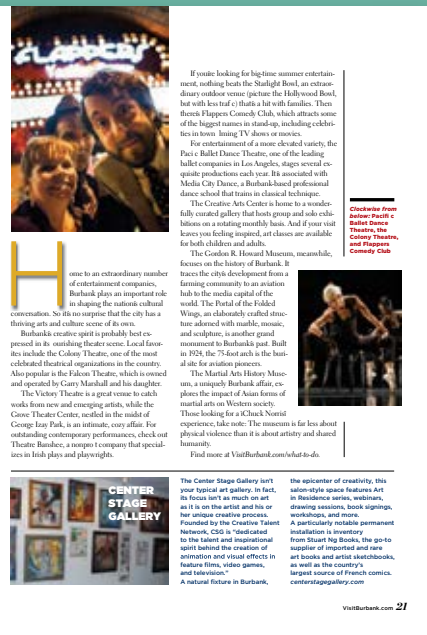 FLAPPERS
Home to an extraordinary number
of entertainment companies,
Burbank plays an important role
in shaping the nationís cultural
conversation. So itís no surprise that the city has a
thriving arts and culture scene of its own.
Burbankís creative spirit is probably best ex-
pressed in its  ourishing theater scene. Local favor-
ites include the Colony Theatre, one of the most
celebrated theatrical organizations in the country.
Also popular is the Falcon Theatre, which is owned
and operated by Garry Marshall and his daughter.
The Victory Theatre is a great venue to catch
works from new and emerging artists, while the
Grove Theater Center, nestled in the midst of
George Izay Park, is an intimate, cozy affair. For
outstanding contemporary performances, check out
Theatre Banshee, a nonpro t company that special-
izes in Irish plays and playwrights.
If youíre looking for big-time summer entertain-
ment, nothing beats the Starlight Bowl, an extraor-
dinary outdoor venue (picture the Hollywood Bowl,
but with less traf c) thatís a hit with families. Then
thereís Flappers Comedy Club, which attracts some
of the biggest names in stand-up, including celebri-
ties in town  lming TV shows or movies.
For entertainment of a more elevated variety, the
Paci c Ballet Dance Theatre, one of the leading
ballet companies in Los Angeles, stages several ex-
quisite productions each year. Itís associated with
Media City Dance, a Burbank-based professional
dance school that trains in classical technique.
The Creative Arts Center is home to a wonder-
fully curated gallery that hosts group and solo exhi-
bitions on a rotating monthly basis. And if your visit
leaves you feeling inspired, art classes are available
for both children and adults.
The Gordon R. Howard Museum, meanwhile,
focuses on the history of Burbank. It
traces the cityís development from a
farming community to an aviation
hub to the media capital of the
world. The Portal of the Folded
Wings, an elaborately crafted struc-
ture adorned with marble, mosaic,
and sculpture, is another grand
monument to Burbankís past. Built
in 1924, the 75-foot arch is the buri-
al site for aviation pioneers.
The Martial Arts History Muse-
um, a uniquely Burbank affair, ex-
plores the impact of Asian forms of
martial arts on Western society.
Those looking for a ìChuck Norrisî
experience, take note: The museum is far less about
physical violence than it is about artistry and shared
humanity.
Find more at VisitBurbank.com/what-to-do.
Clockwise from
below: Pacifi c
Ballet Dance
Theatre, the
Colony Theatre,
and Flappers
Comedy Club
CENTER
STAGE
GALLERY
The Center Stage Gallery isn't
your typical art gallery. In fact,
its focus isn't as much on art
as it is on the artist and his or
her unique creative process.
Founded by the Creative Talent
Network, CSG is "dedicated
to the talent and inspirational
spirit behind the creation of
animation and visual effects in
feature films, video games,
and television."
A natural fixture in Burbank,
the epicenter of creativity, this
salon-style space features Art
in Residence series, webinars,
drawing sessions, book signings,
workshops, and more.
A particularly notable permanent
installation is inventory
from Stuart Ng Books, the go-to
supplier of imported and rare
art books and artist sketchbooks,
as well as the country's
largest source of French comics.
centerstagegallery.com
VisitBurbank.com 21